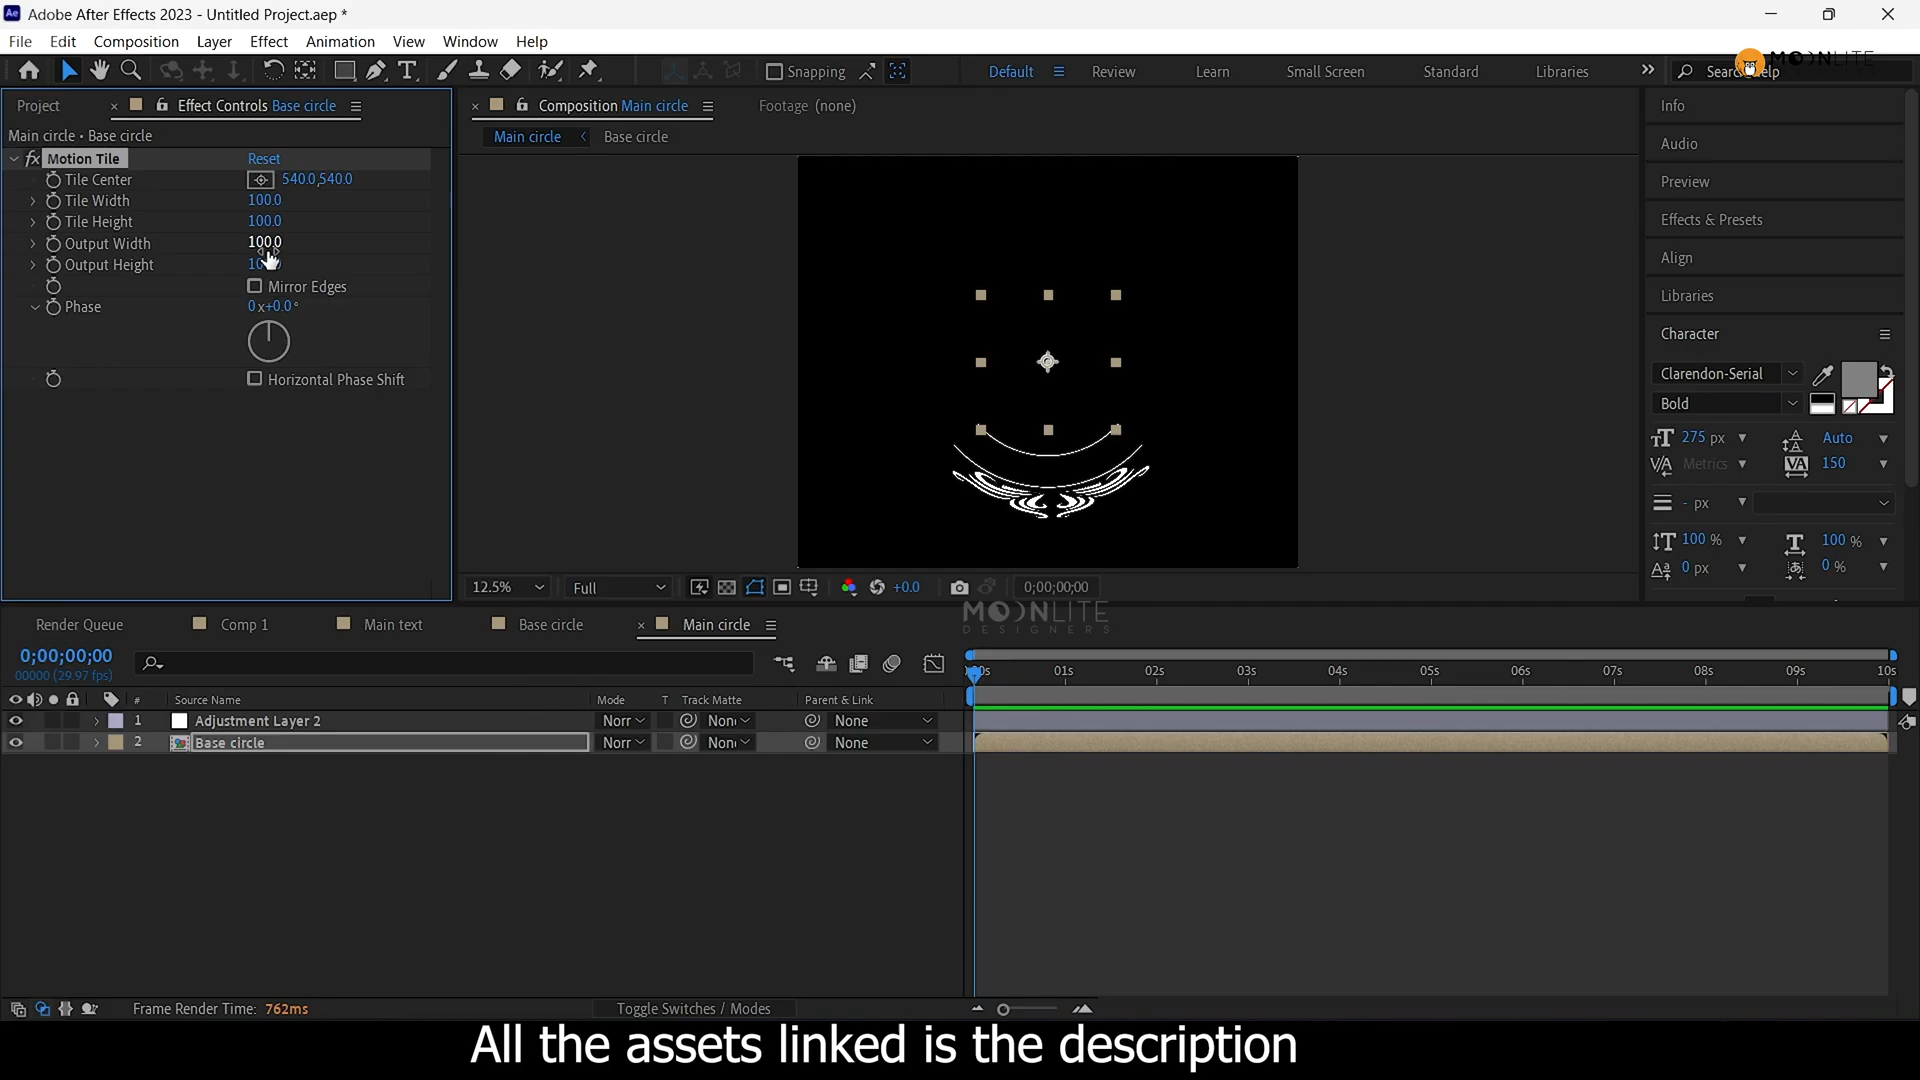 Adobe After Effects 2023 - Untitled Project.aep *
File Edit Composition Layer Effect Animation View Window Help
Snapping Default Review Learn Small Screen Standard Libraries
MOONLITE
Project Effect Controls Base circle Composition Main circle Footage (none) Info
Main circle • Base circle Main circle Base circle
Audio
fx Motion Tile Reset
Tile Center 540.0,540.0 Preview
Tile Width 100.0
Tile Height 100.0 Effects & Presets
Output Width 100.0
Output Height Align
Mirror Edges Libraries
Phase 0x+0.0°
Character
Horizontal Phase Shift
Clarendon-Serial
Bold
275 px Auto
Metrics 150
- px
100 % 100 %
0 px 0 %
12.5% Full +0.0 0;00;00;00
MOONLITE
DESIGNERS
Render Queue Comp 1 Main text Base circle Main circle
0;00;00;00
00000 (29.97 fps)
01s 02s 03s 04s 05s 06s 07s 08s 09s 10s
# Source Name Mode T Track Matte Parent & Link
1 Adjustment Layer 2 Norr None
2 Base circle Norr None
Frame Render Time: 762ms Toggle Switches / Modes
All the assets linked is the description